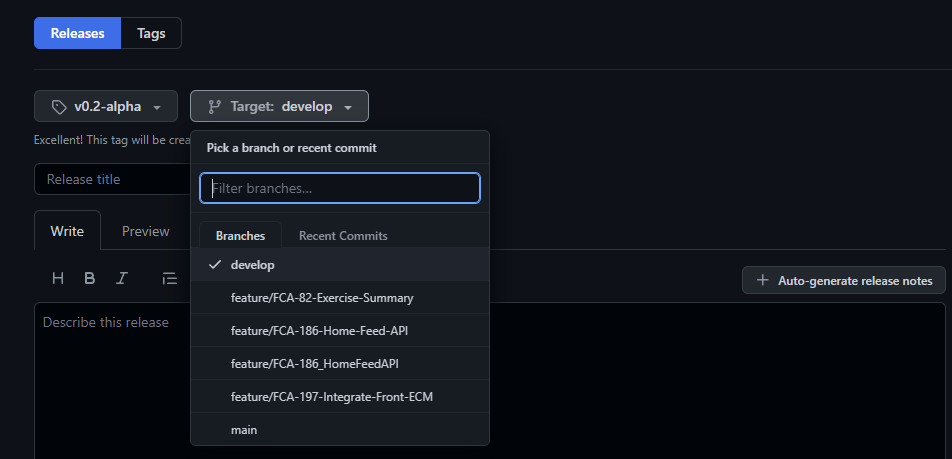 Releases
Tags
v0.2-alpha
Target: develop
Excellent! This tag will be
Pick a branch or recent commit
Release title
Filter branches...
Write
Preview
Branches
Recent Commits
develop
H B I
Auto-generate release notes
feature/FCA-82-Exercise-Summary
Describe this release
feature/FCA-186-Home-Feed-API
feature/FCA-186_HomeFeedAPI
feature/FCA-197-Integrate-Front-ECM
main